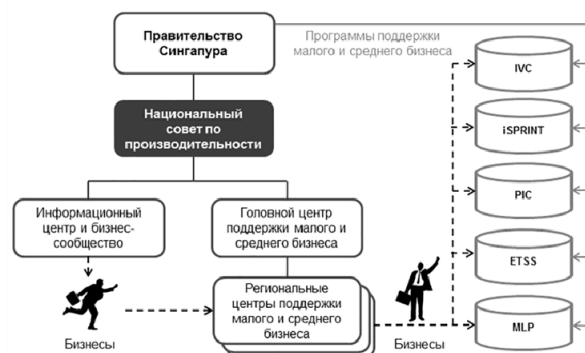 Правительство
Сингапура
Программы поддержки
малого и среднего бизнеса
IVC
Национальный
совет по
производительности
iSPRINT
PIC
Информационный
центр и бизнес-
сообщество
Головной центр
поддержки малого и
среднего бизнеса
ETSS
Региональные
центры поддержки
малого и среднего
бизнеса
MLP
Бизнесы
Бизнесы